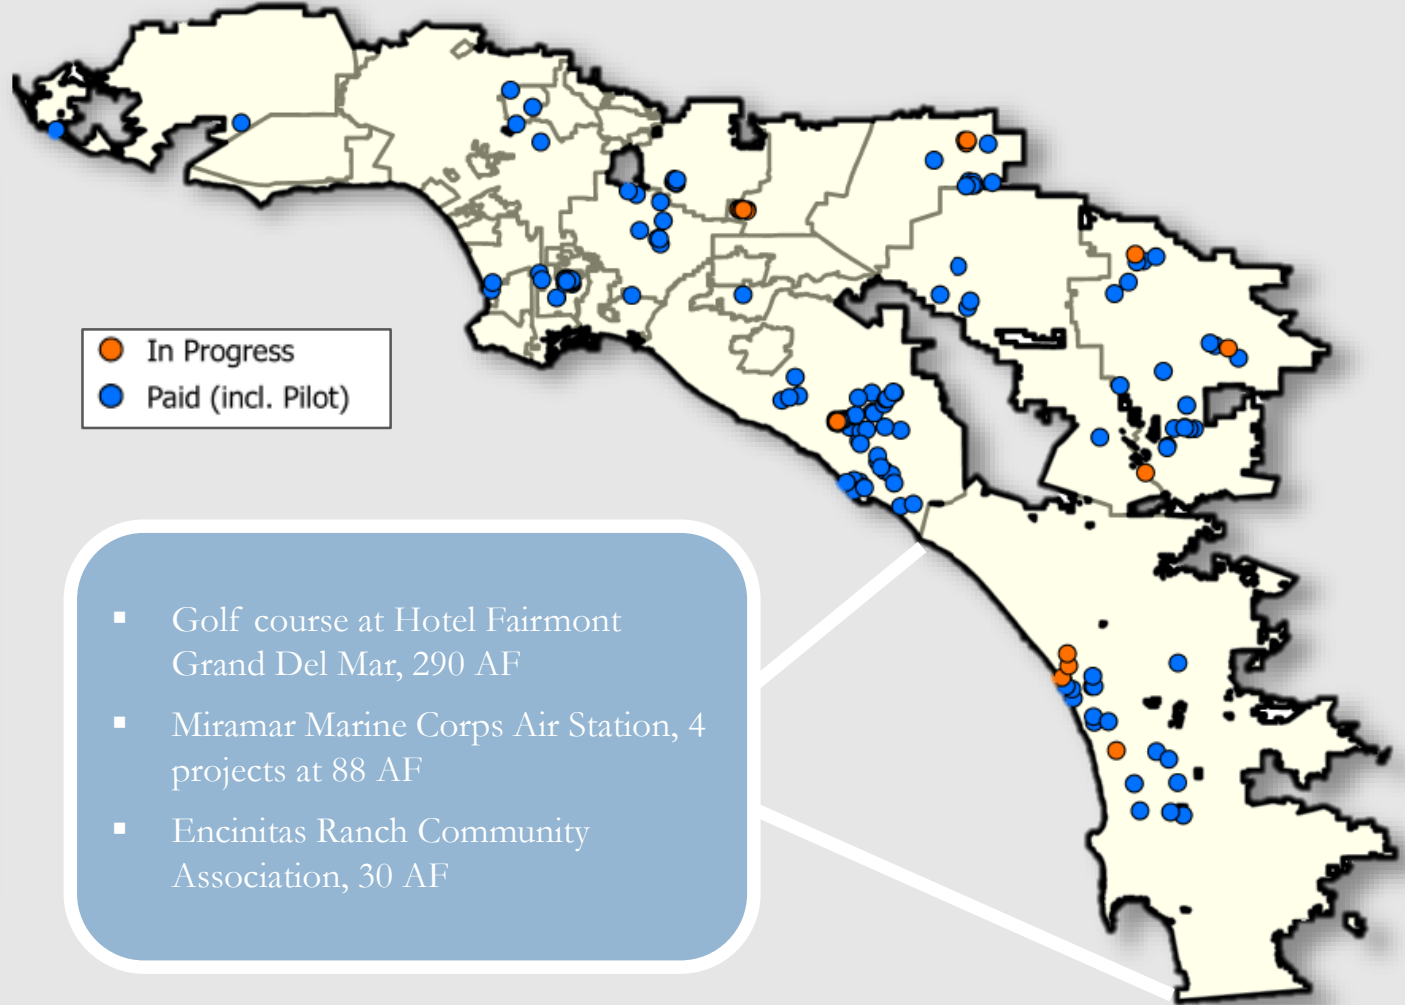 In Progress
Paid (incl. Pilot)
▪ Golf course at Hotel Fairmont
Grand Del Mar, 290 AF
▪ Miramar Marine Corps Air Station, 4
projects at 88 AF
▪ Encinitas Ranch Community
Association, 30 AF